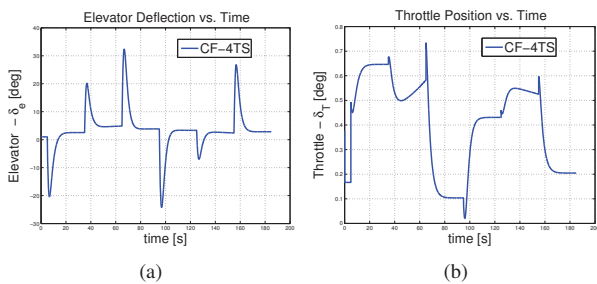 Elevator Deflection vs. Time
CF−4TS
Elevator − δe [deg]
40
30
20
10
0
−10
−20
−30
0 20 40 60 80 100 120 140 160 180 200
time [s]
(a)
Throttle Position vs. Time
CF−4TS
Throttle − δT [deg]
0.8
0.7
0.6
0.5
0.4
0.3
0.2
0.1
0
0 20 40 60 80 100 120 140 160 180 200
time [s]
(b)